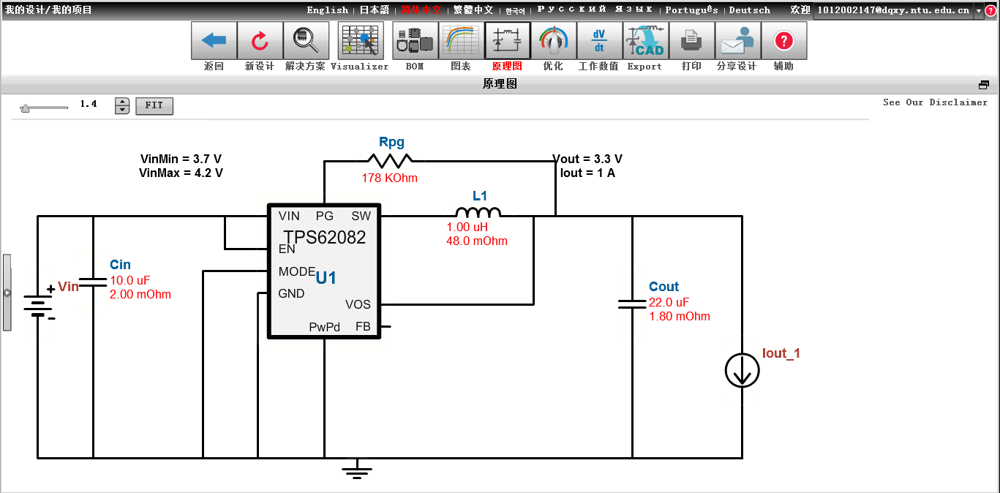 我的设计/我的项目 English | 日本語 | 简体中文 | 繁體中文 | 한국어 | Русский Язык | Português | Deutsch 欢迎 1012002147@dqxy.ntu.edu.cn ?
dV
dt
CAD
?
返回 新设计 解决方案 Visualizer BOM 图表 原理图 优化 工作数值 Export 打印 分享设计 辅助
原理图
1.4 FIT See Our Disclaimer
Rpg
VinMin = 3.7 V
VinMax = 4.2 V
Vout = 3.3 V
Iout = 1 A
178 KOhm
L1
VIN PG SW
1.00 uH
48.0 mOhm
TPS62082
EN
Cin
MODE
U1
10.0 uF
+ Vin
2.00 mOhm
GND
Cout
VOS
22.0 uF
1.80 mOhm
-
PwPd FB
Iout_1